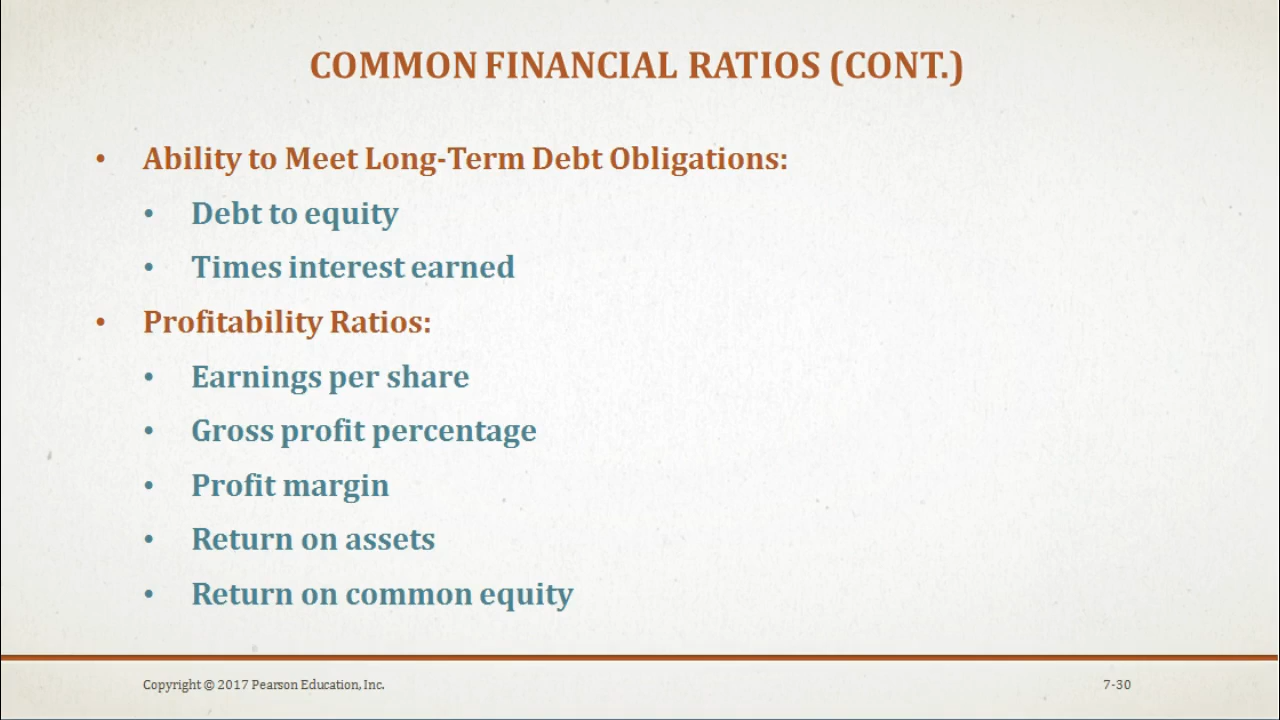 COMMON FINANCIAL RATIOS (CONT.)
• Ability to Meet Long-Term Debt Obligations:
• Debt to equity
• Times interest earned
• Profitability Ratios:
• Earnings per share
• Gross profit percentage
• Profit margin
• Return on assets
• Return on common equity
Copyright © 2017 Pearson Education, Inc.
7-30